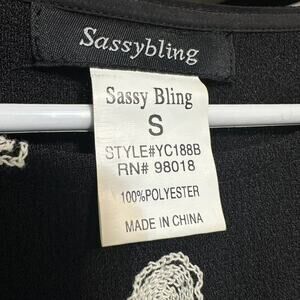 Sassybling
Sassy Bling
S
STYLE#YC188B
RN# 98018
100%POLYESTER
MADE IN CHINA